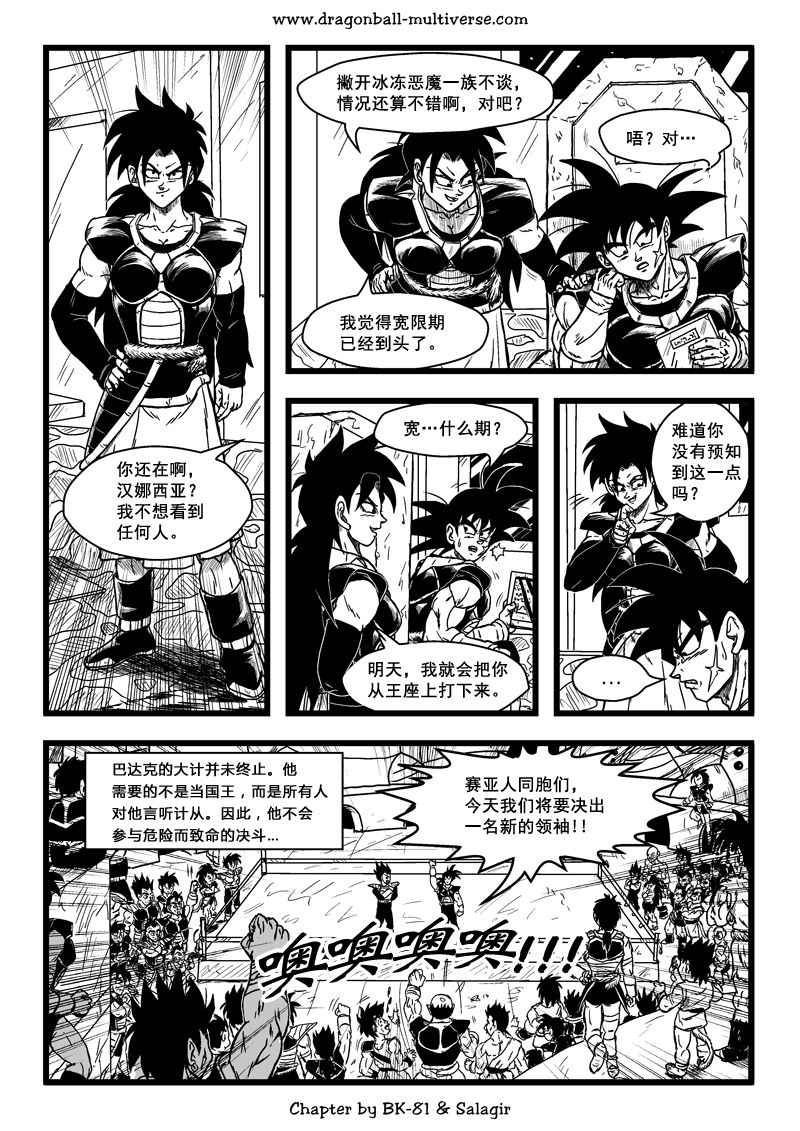 www.dragonball-multiverse.com
你还在啊，
汉娜西亚？
我不想看到
任何人。
撇开冰冻恶魔一族不谈，
情况还算不错啊，对吧？
唔？对…
我觉得宽限期
已经到头了。
宽…什么期？
明天，我就会把你
从王座上打下来。
难道你
没有预知
到这一点
吗？
…
巴达克的大计并未终止。他
需要的不是当国王，而是所有人
对他言听计从。因此，他不会
参与危险而致命的决斗...
赛亚人同胞们，
今天我们将要决出
一名新的领袖!!
噢噢噢噢!!!
Chapter by BK-81 & Salagir